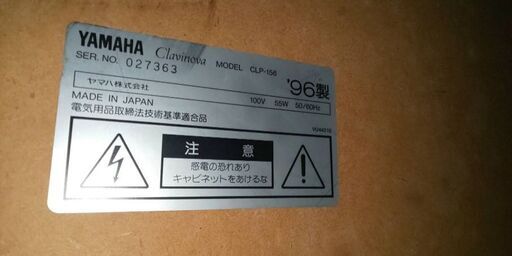 YAMAHA Clavinova MODEL CLP-156
SER. NO. 027363
ヤマハ株式会社 '96製
MADE IN JAPAN 100V 55W 50/60Hz
電気用品取締法技術基準適合品
注 意
感電の恐れあり
キャビネットをあけるな